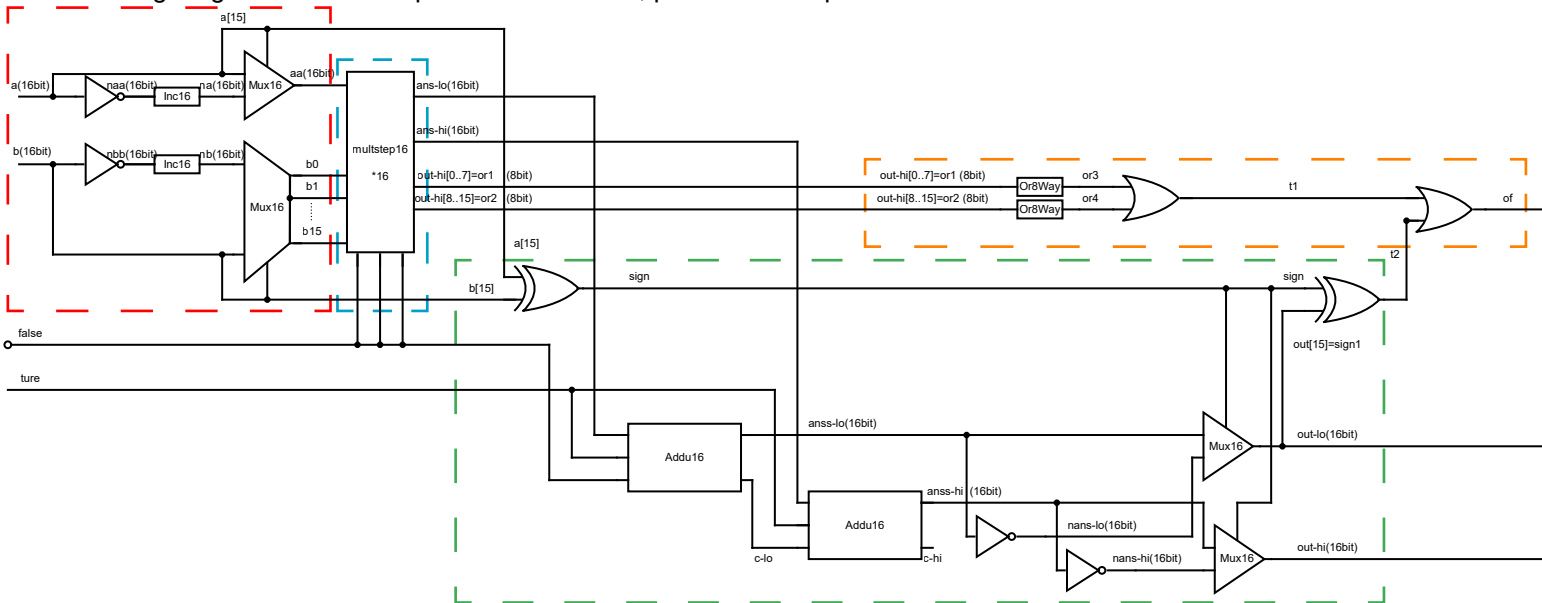 a[15]
a(16bit)
naa(16bit)
Inc16
na(16bit)
Mux16
aa(16bit)
b(16bit)
nbb(16bit)
Inc16
nb(16bit)
Mux16
b0
b1
b15
multstep16
*16
ans-lo(16bit)
ans-hi(16bit)
out-hi[0..7]=or1 (8bit)
out-hi[8..15]=or2 (8bit)
out-hi[0..7]=or1 (8bit)
out-hi[8..15]=or2 (8bit)
Or8Way
Or8Way
or3
or4
t1
of
t2
a[15]
b[15]
sign
sign
out[15]=sign1
false
ture
Addu16
anss-lo(16bit)
Mux16
out-lo(16bit)
Addu16
anss-hi (16bit)
c-lo
c-hi
nans-lo(16bit)
nans-hi(16bit)
Mux16
out-hi(16bit)